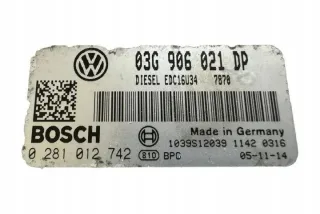 03G 906 021 DP
DIESEL EDC16U34 7870
BOSCH
Made in Germany
1039S12039 1142 0316
0 281 012 742 810 BPC 05-11-14